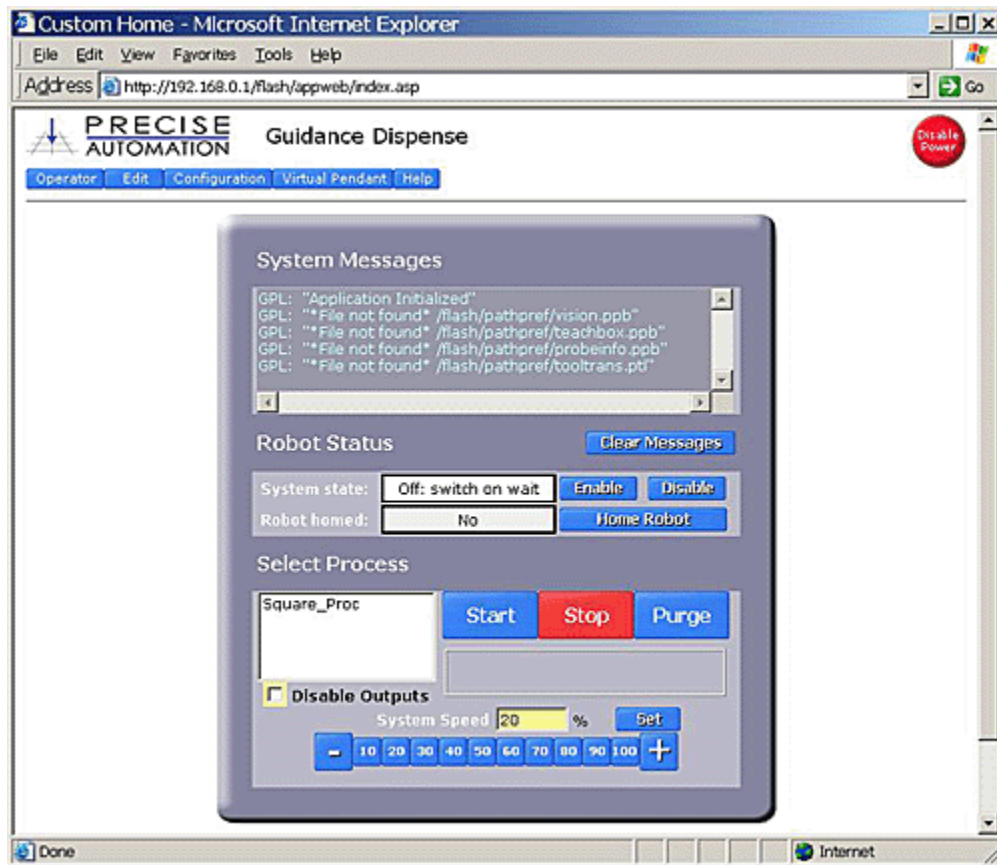 Custom Home - Microsoft Internet Explorer
File Edit View Favorites Tools Help
Address http://192.168.0.1/flash/appweb/index.asp Go
PRECISE
AUTOMATION
Guidance Dispense
Disable
Power
Operator Edit Configuration Virtual Pendant Help
System Messages
GPL: "Application Initialized"
GPL: "*File not found* /flash/pathpref/vision.ppb"
GPL: "*File not found* /flash/pathpref/teachbox.ppb"
GPL: "*File not found* /flash/pathpref/probeinfo.ppb"
GPL: "*File not found* /flash/pathpref/tooltrans.ptl"
Robot Status Clear Messages
System state: Off: switch on wait Enable Disable
Robot homed: No Home Robot
Select Process
Square_Proc
Start Stop Purge
Disable Outputs
System Speed 20 % Set
- 10 20 30 40 50 60 70 80 90 100 +
Done Internet